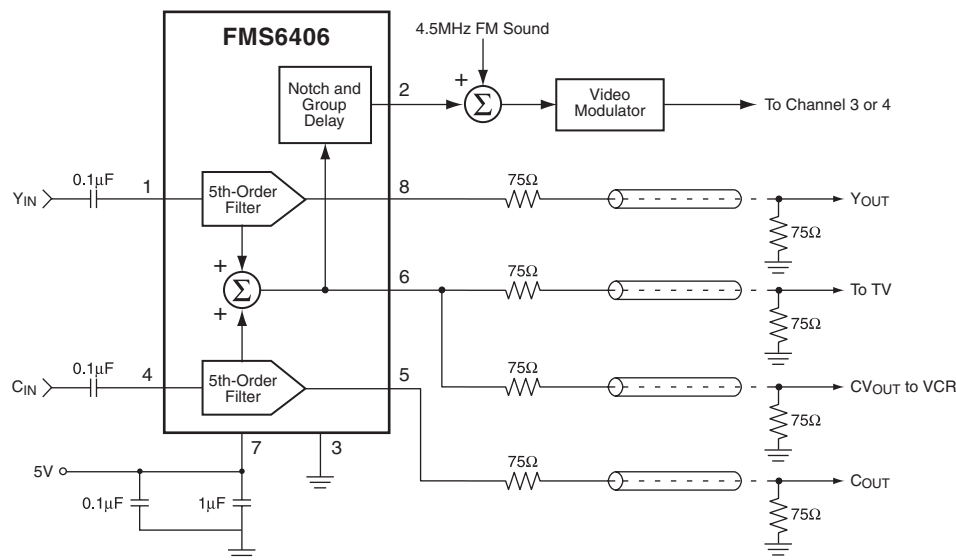 FMS6406
4.5MHz FM Sound
Notch and
Group
Delay
2
+
Σ
Video
Modulator
To Channel 3 or 4
YIN
0.1µF
1
5th-Order
Filter
8
75Ω
YOUT
75Ω
+
Σ
+
6
75Ω
To TV
75Ω
CIN
0.1µF
4
5th-Order
Filter
5
75Ω
CVOUT to VCR
75Ω
7
3
5V
0.1µF
1µF
75Ω
COUT
75Ω